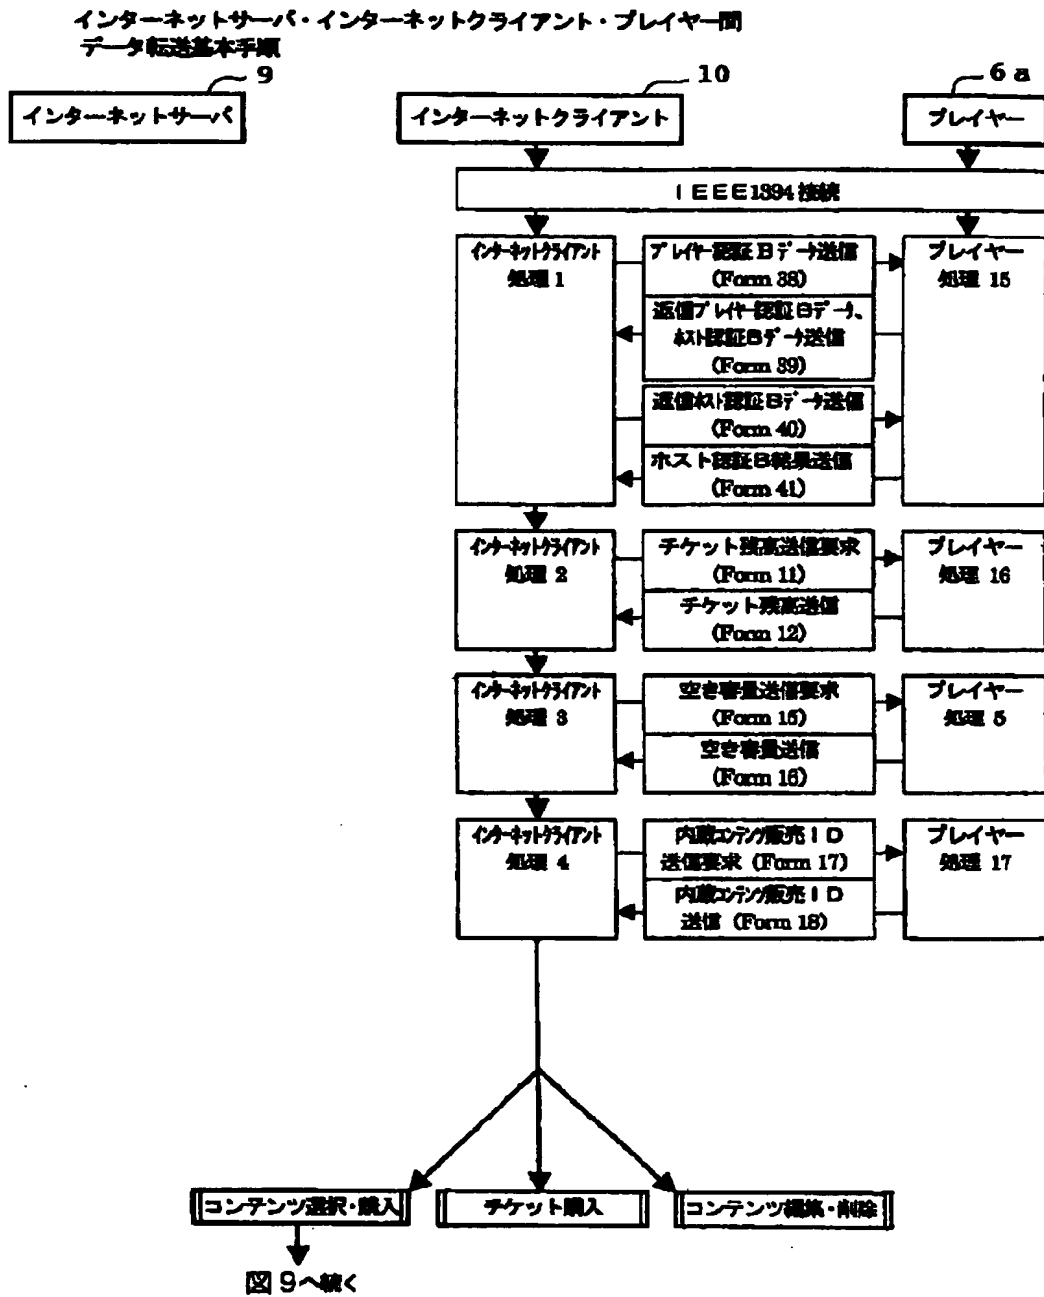 インターネットサーバ・インターネットクライアント・プレイヤー間
データ転送基本手順
9
10
6a
インターネットサーバ
インターネットクライアント
プレイヤー
IEEE1394接続
インターネットクライアント
処理 1
プレイヤー認証Bデータ送信
(Form 38)
返信プレイヤー認証Bデータ、
ホスト認証Bデータ送信
(Form 39)
返信ホスト認証Bデータ送信
(Form 40)
ホスト認証B結果送信
(Form 41)
プレイヤー
処理 15
インターネットクライアント
処理 2
チケット残高送信要求
(Form 11)
チケット残高送信
(Form 12)
プレイヤー
処理 16
インターネットクライアント
処理 3
空き容量送信要求
(Form 15)
空き容量送信
(Form 16)
プレイヤー
処理 5
インターネットクライアント
処理 4
内蔵コンテンツ販売ID
送信要求 (Form 17)
内蔵コンテンツ販売ID
送信 (Form 18)
プレイヤー
処理 17
コンテンツ選択・購入
チケット購入
コンテンツ編集・削除
図9へ続く